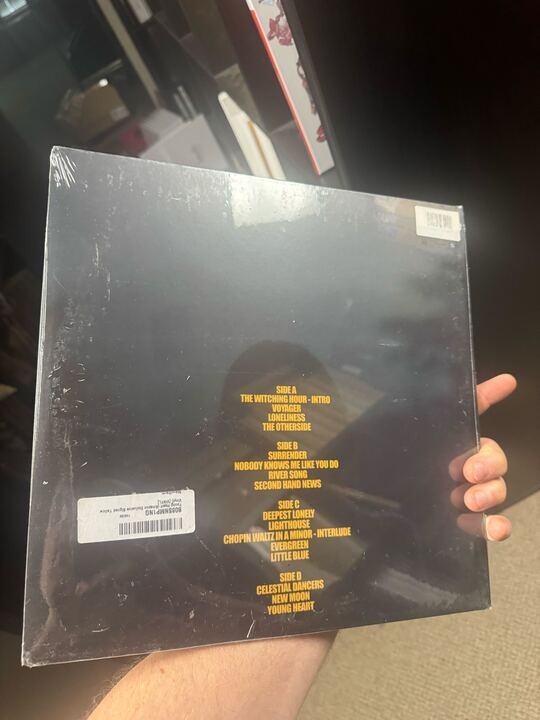 SIDE A
THE WITCHING HOUR - INTRO
VOYAGER
LONELINESS
THE OTHERSIDE
SIDE B
SURRENDER
NOBODY KNOWS ME LIKE YOU DO
RIVER SONG
SECOND HAND NEWS
SIDE C
DEEPEST LONELY
LIGHTHOUSE
CHOPIN WALTZ IN A MINOR - INTERLUDE
EVERGREEN
LITTLE BLUE
SIDE D
CELESTIAL DANCERS
NEW MOON
YOUNG HEART